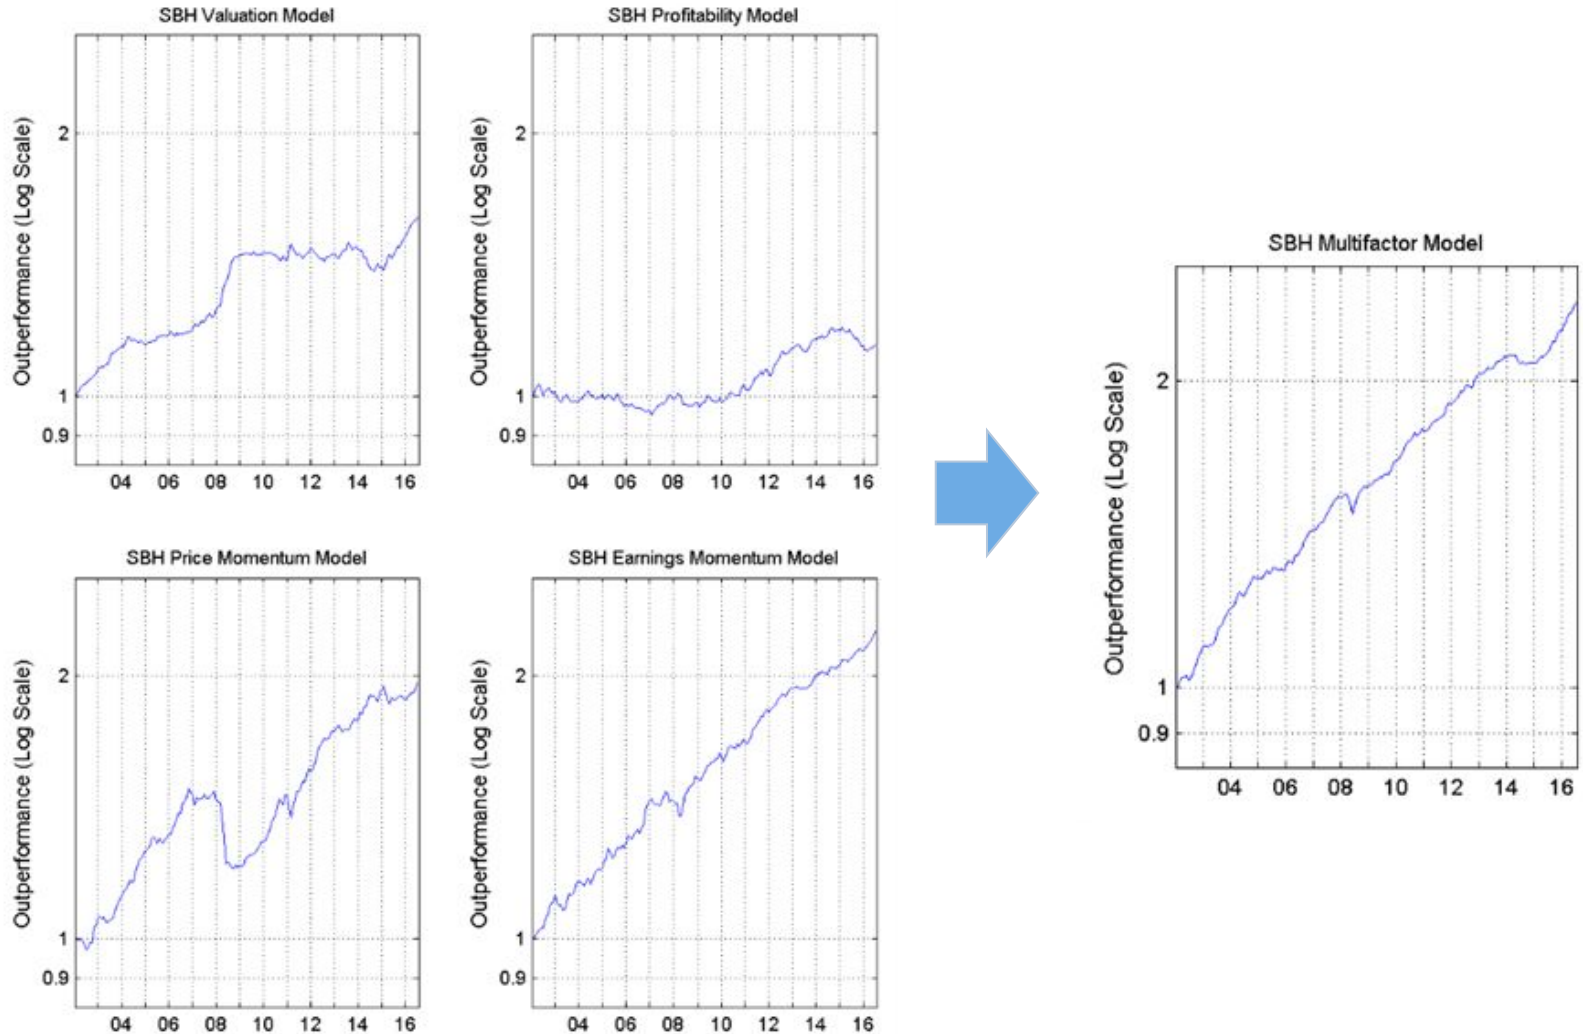 SBH Valuation Model
Outperformance (Log Scale)
2
1
0.9
04 06 08 10 12 14 16
SBH Profitability Model
Outperformance (Log Scale)
2
1
0.9
04 06 08 10 12 14 16
SBH Price Momentum Model
Outperformance (Log Scale)
2
1
0.9
04 06 08 10 12 14 16
SBH Earnings Momentum Model
Outperformance (Log Scale)
2
1
0.9
04 06 08 10 12 14 16
SBH Multifactor Model
Outperformance (Log Scale)
2
1
0.9
04 06 08 10 12 14 16